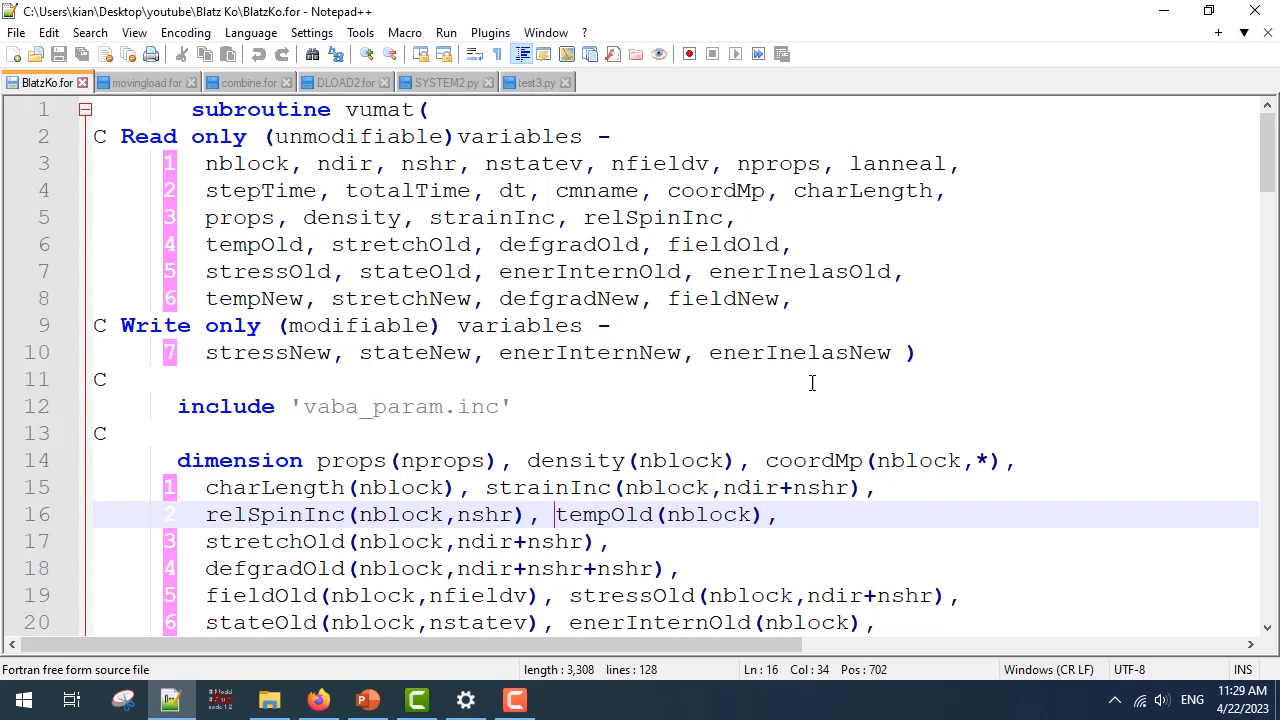 C:\Users\kian\Desktop\youtube\Blatz Ko\BlatzKo.for - Notepad++
File Edit Search View Encoding Language Settings Tools Macro Run Plugins Window ?
BlatzKo.for movingload.for combine.for DLOAD2.for SYSTEM2.py test3.py
1 subroutine vumat(
2 C Read only (unmodifiable)variables -
3 1 nblock, ndir, nshr, nstatev, nfieldv, nprops, lanneal,
4 2 stepTime, totalTime, dt, cmname, coordMp, charLength,
5 3 props, density, strainInc, relSpinInc,
6 4 tempOld, stretchOld, defgradOld, fieldOld,
7 5 stressOld, stateOld, enerInternOld, enerInelasOld,
8 6 tempNew, stretchNew, defgradNew, fieldNew,
9 C Write only (modifiable) variables -
10 7 stressNew, stateNew, enerInternNew, enerInelasNew )
11 C
12 include 'vaba_param.inc'
13 C
14 dimension props(nprops), density(nblock), coordMp(nblock,*),
15 1 charLength(nblock), strainInc(nblock,ndir+nshr),
16 2 relSpinInc(nblock,nshr), tempOld(nblock),
17 3 stretchOld(nblock,ndir+nshr),
18 4 defgradOld(nblock,ndir+nshr+nshr),
19 5 fieldOld(nblock,nfieldv), stressOld(nblock,ndir+nshr),
20 6 stateOld(nblock,nstatev), enerInternOld(nblock),
Fortran free form source file length : 3,308 lines : 128 Ln : 16 Col : 34 Pos : 702 Windows (CR LF) UTF-8 INS
ENG
11:29 AM
4/22/2023